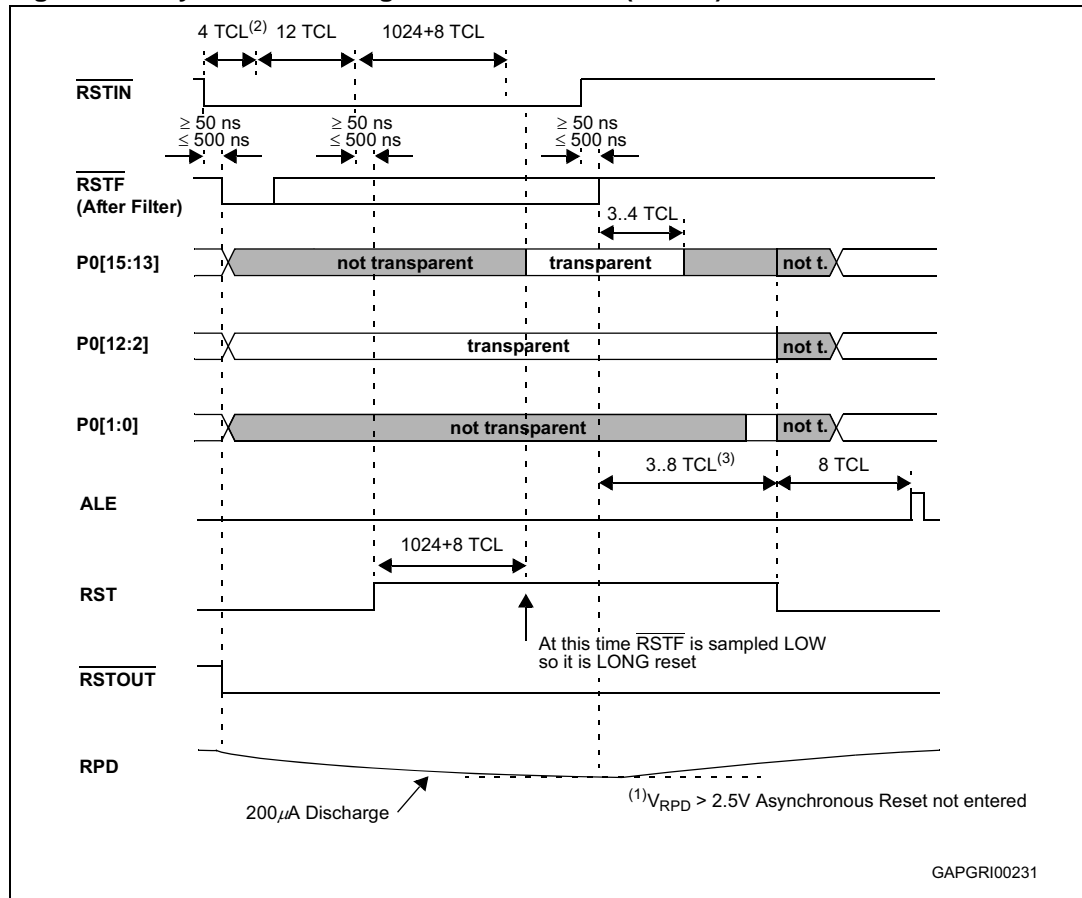 4 TCL(2) 12 TCL 1024+8 TCL
RSTIN
≥ 50 ns ≥ 50 ns ≥ 50 ns
≤ 500 ns ≤ 500 ns ≤ 500 ns
RSTF
(After Filter)
3..4 TCL
P0[15:13] not transparent transparent not t.
P0[12:2] transparent not t.
P0[1:0] not transparent not t.
3..8 TCL(3) 8 TCL
ALE
1024+8 TCL
RST
At this time RSTF is sampled LOW
so it is LONG reset
RSTOUT
RPD
200μA Discharge
(1)VRPD > 2.5V Asynchronous Reset not entered
GAPGRI00231